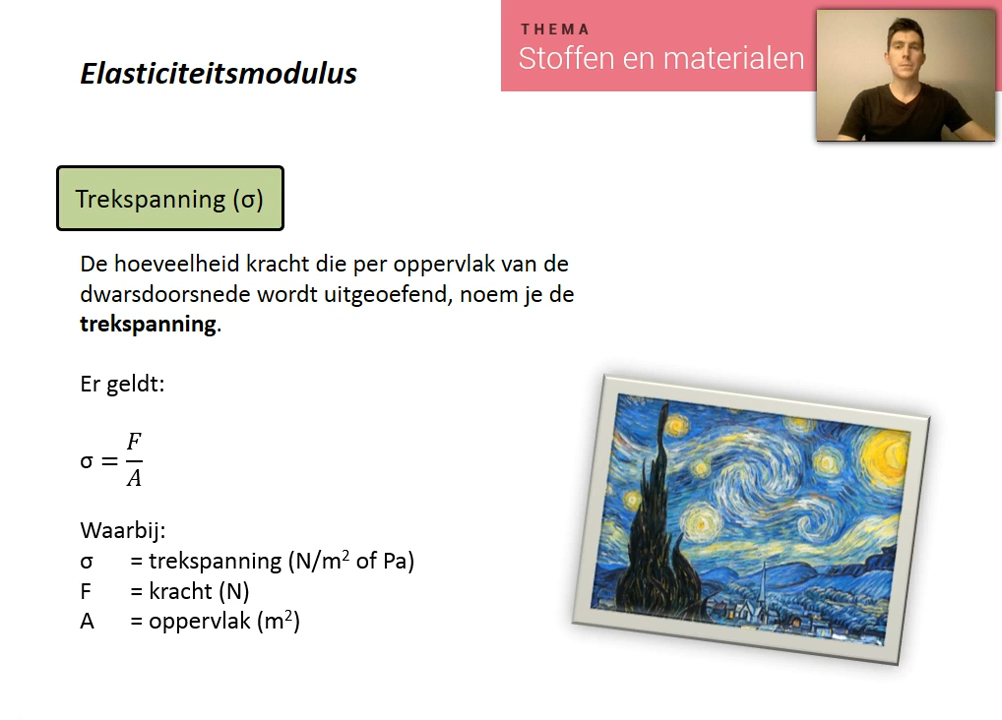 THEMA
Stoffen en materialen
Elasticiteitsmodulus
Trekspanning (σ)
De hoeveelheid kracht die per oppervlak van de
dwarsdoorsnede wordt uitgeoefend, noem je de
trekspanning.
Er geldt:
σ = F/A
Waarbij:
σ = trekspanning (N/m² of Pa)
F = kracht (N)
A = oppervlak (m²)